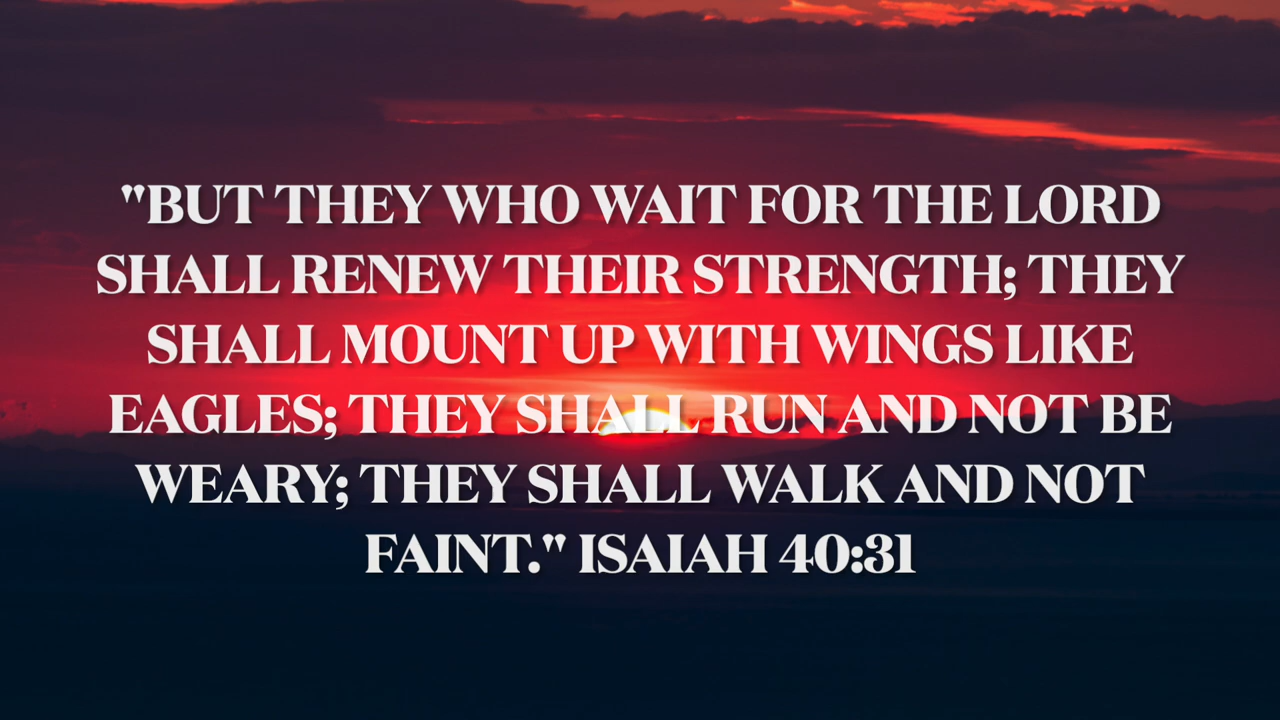 "BUT THEY WHO WAIT FOR THE LORD
SHALL RENEW THEIR STRENGTH; THEY
SHALL MOUNT UP WITH WINGS LIKE
EAGLES; THEY SHALL RUN AND NOT BE
WEARY; THEY SHALL WALK AND NOT
FAINT." ISAIAH 40:31